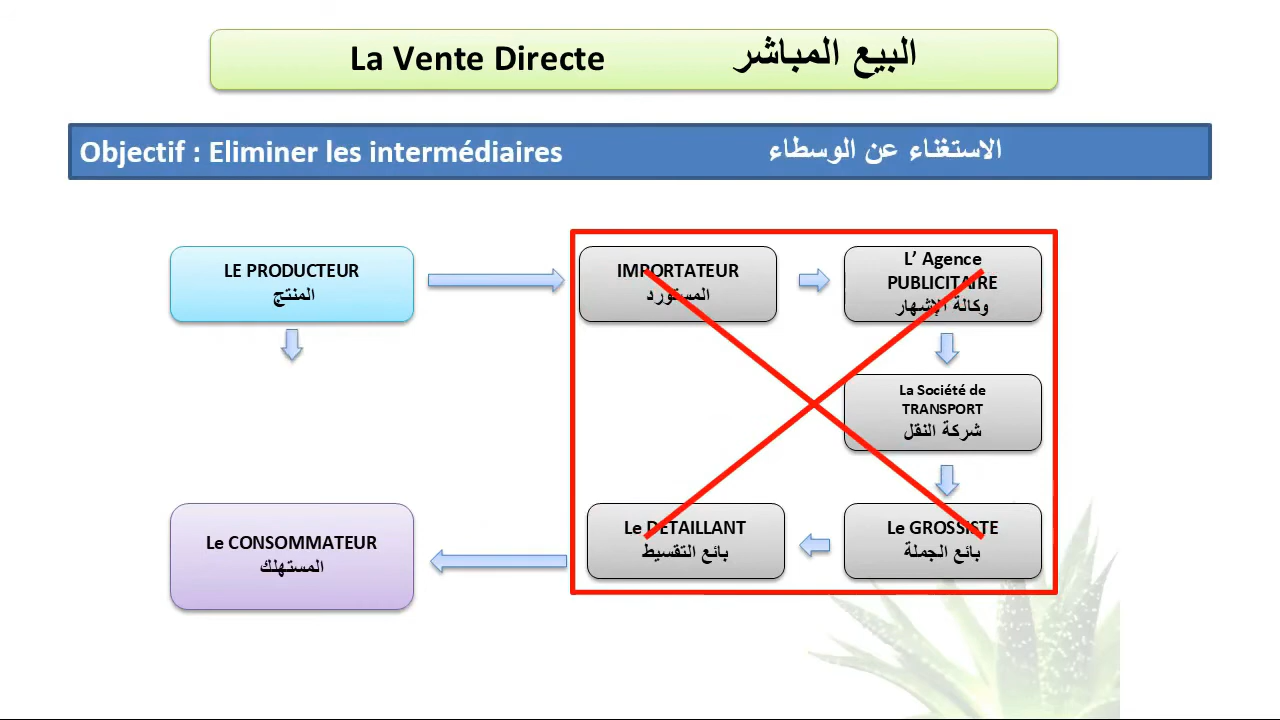 La Vente Directe البيع المباشر
Objectif : Eliminer les intermédiaires الاستغناء عن الوسطاء
LE PRODUCTEUR
المنتج
IMPORTATEUR
المستورد
L’ Agence
PUBLICITAIRE
وكالة الإشهار
La Société de
TRANSPORT
شركة النقل
Le GROSSISTE
بائع الجملة
Le DETAILLANT
بائع التقسيط
Le CONSOMMATEUR
المستهلك